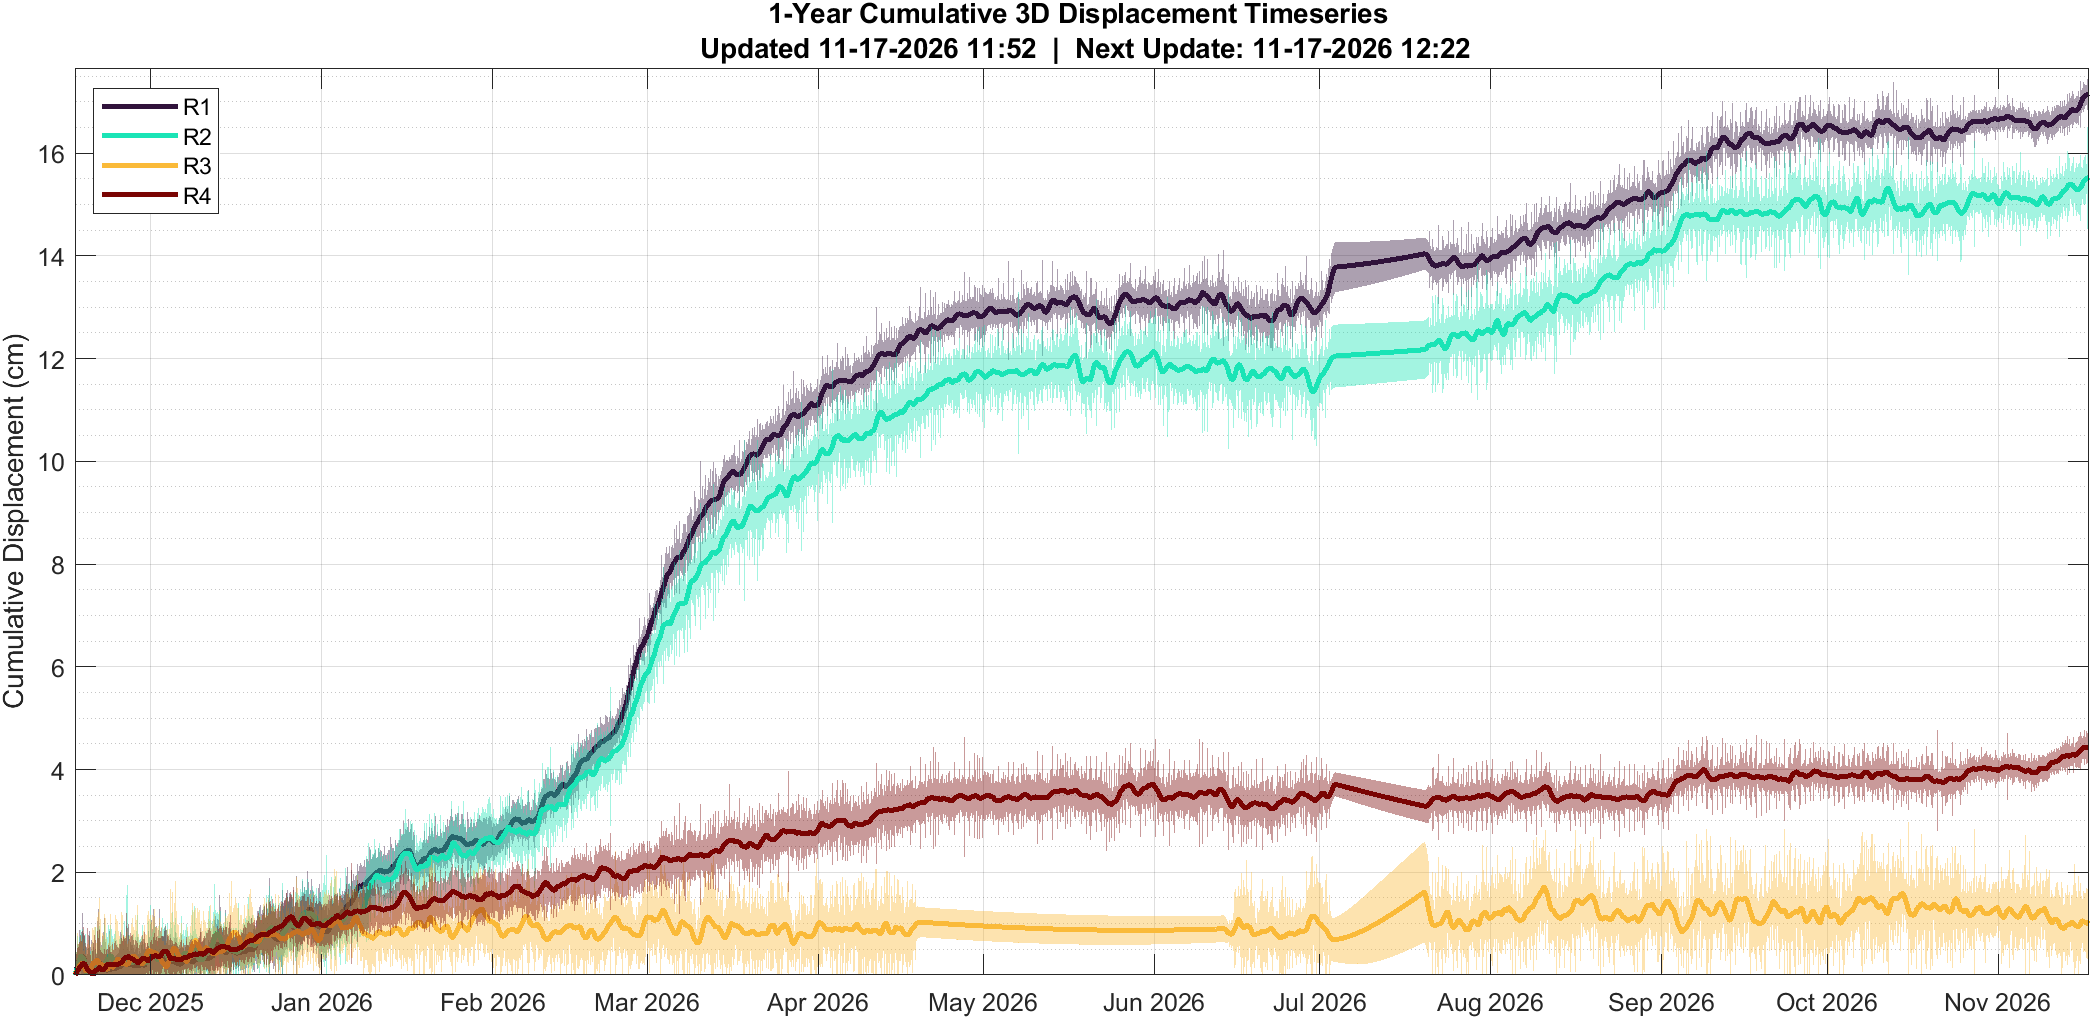 1-Year Cumulative 3D Displacement Timeseries
Updated 11-17-2026 11:52 | Next Update: 11-17-2026 12:22
R1
R2
R3
R4
Cumulative Displacement (cm)
16
14
12
10
8
6
4
2
0
Dec 2025 Jan 2026 Feb 2026 Mar 2026 Apr 2026 May 2026 Jun 2026 Jul 2026 Aug 2026 Sep 2026 Oct 2026 Nov 2026